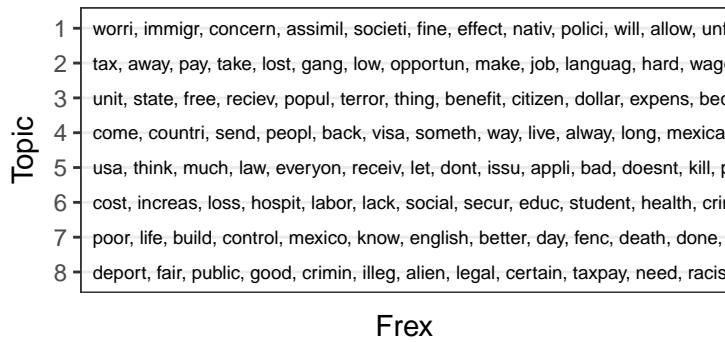 1 worri, immigr, concern, assimil, societi, fine, effect, nativ, polici, will, allow,
2 tax, away, pay, take, lost, gang, low, opportun, make, job, languag, hard,
3 unit, state, free, reciev, popul, terror, thing, benefit, citizen, dollar, expens,
4 come, countri, send, peopl, back, visa, someth, way, live, alway, long, mexica
5 usa, think, much, law, everyon, receiv, let, dont, issu, appli, bad, doesnt, kill,
6 cost, increas, loss, hospit, labor, lack, social, secur, educ, student, health,
7 poor, life, build, control, mexico, know, english, better, day, fenc, death, done,
8 deport, fair, public, good, crimin, illeg, alien, legal, certain, taxpay, need, racis
Topic
Frex